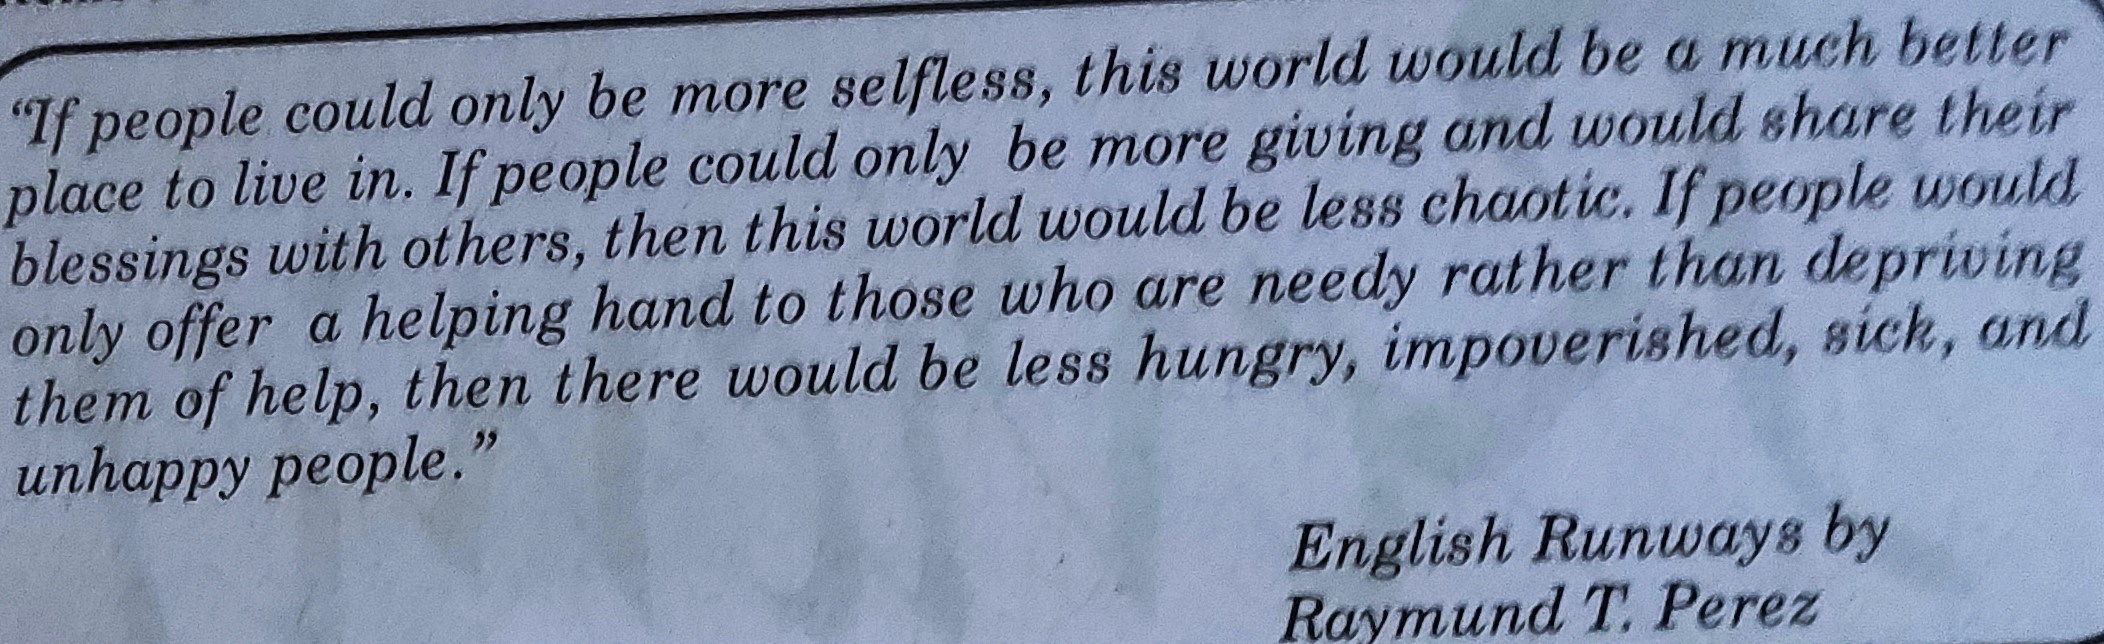 “If people could only be more selfless, this world would be a much better
place to live in. If people could only be more giving and would share their
blessings with others, then this world would be less chaotic. If people would
only offer a helping hand to those who are needy rather than depriving
them of help, then there would be less hungry, impoverished, sick, and
unhappy people.”
English Runways by
Raymund T. Perez